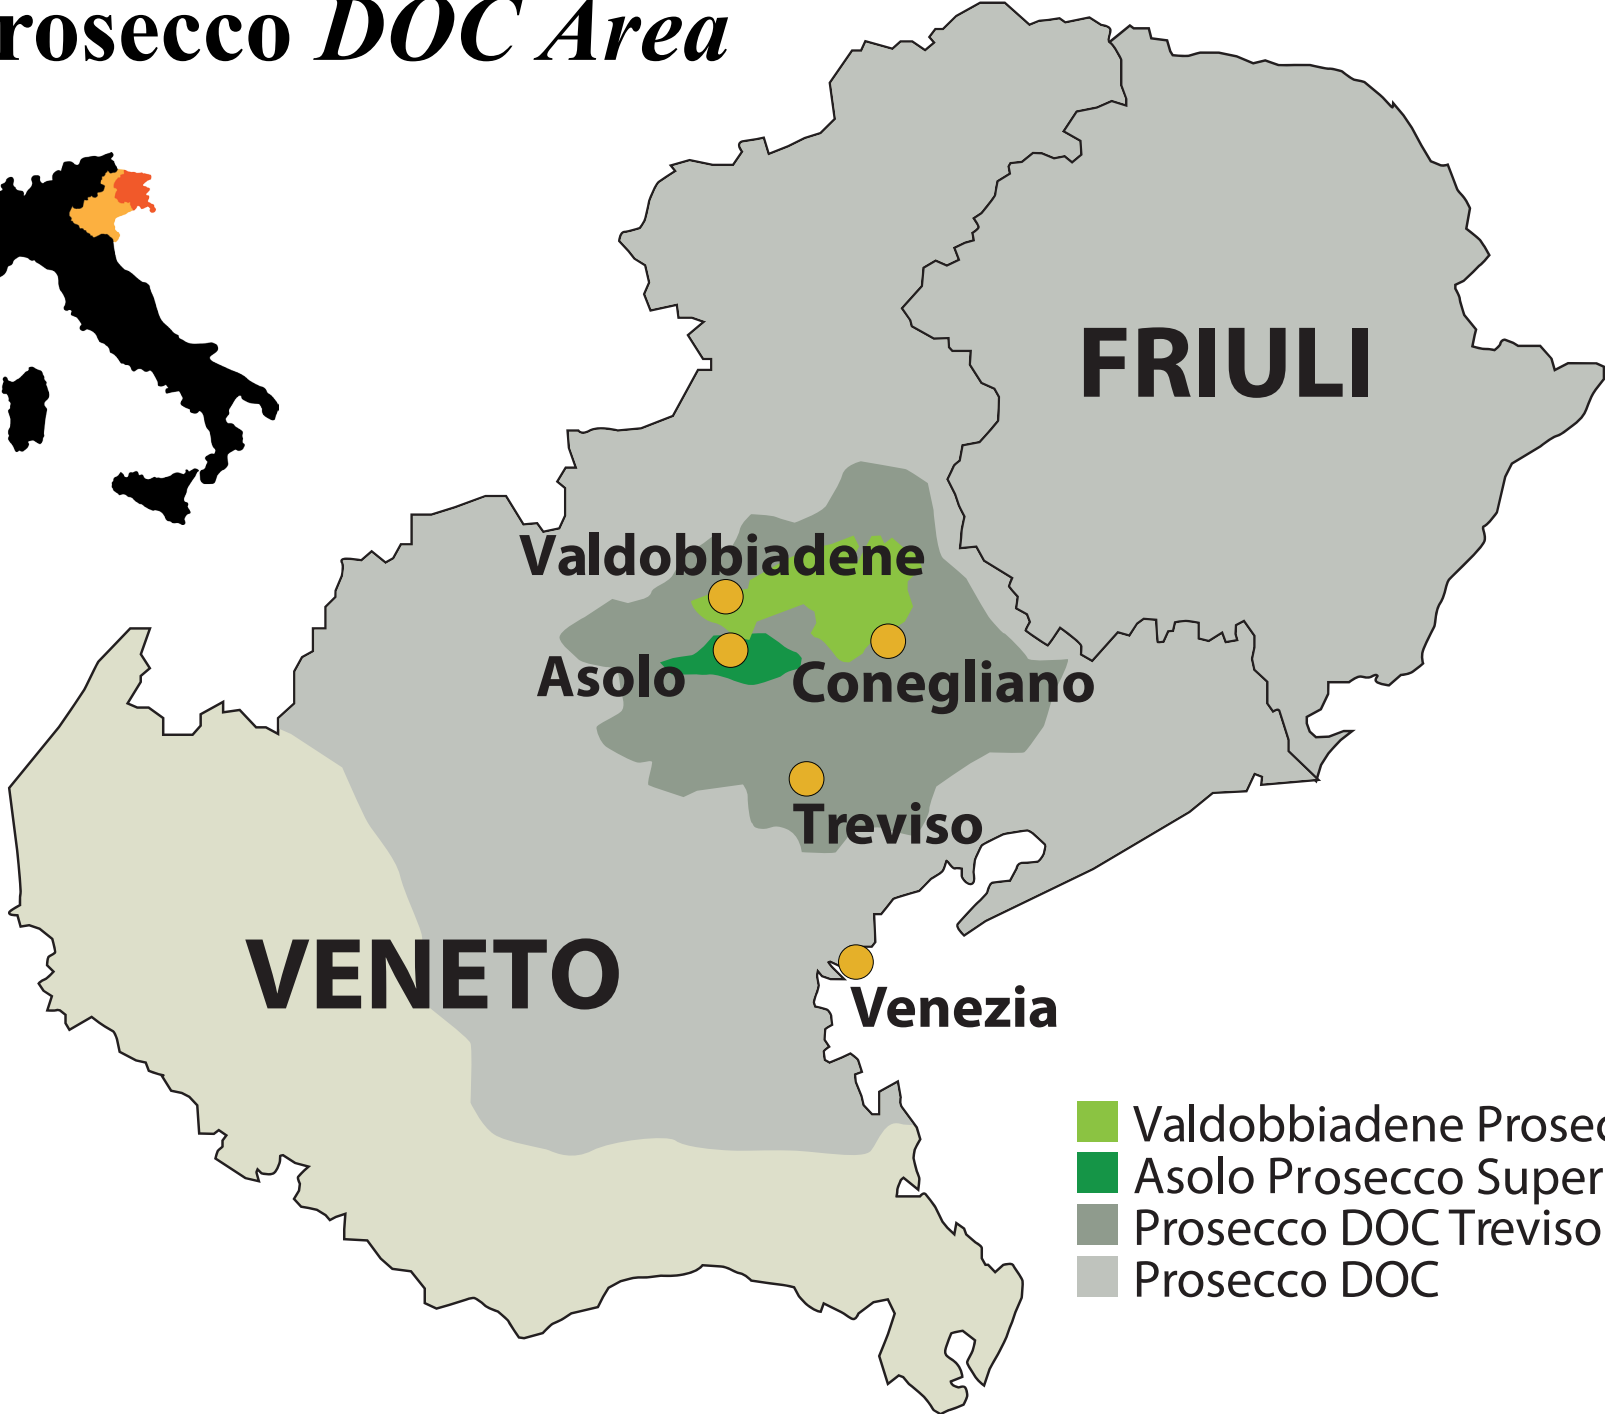 rosecco DOC Area
FRIULI
Valdobbiadene
Asolo
Conegliano
Treviso
VENETO
Venezia
Valdobbiadene Prosec
Asolo Prosecco Super
Prosecco DOC Treviso
Prosecco DOC